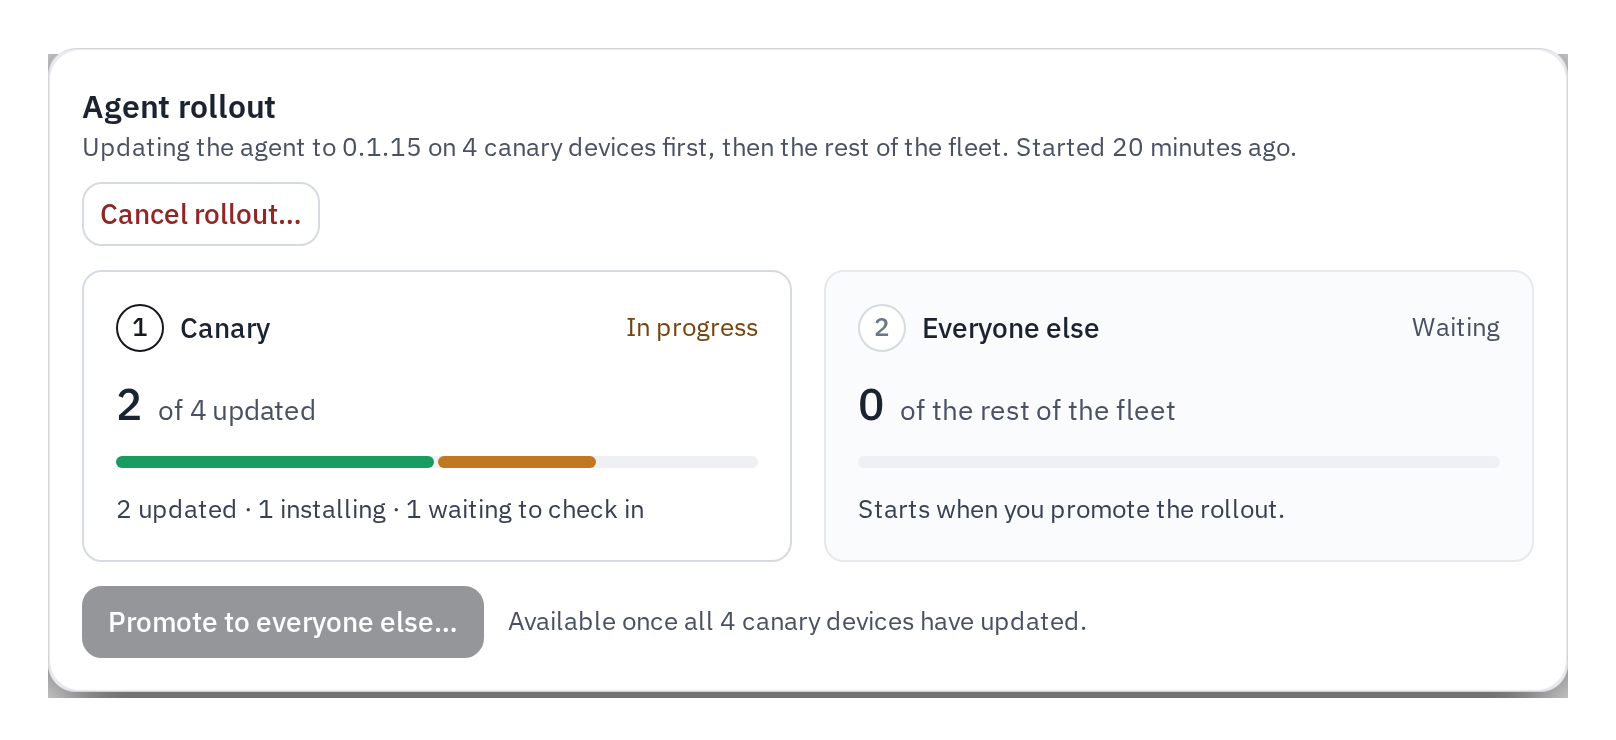 Agent rollout
Updating the agent to 0.1.15 on 4 canary devices first, then the rest of the fleet. Started 20 minutes ago.
Cancel rollout...
1 Canary In progress
2 of 4 updated
2 updated · 1 installing · 1 waiting to check in
2 Everyone else Waiting
0 of the rest of the fleet
Starts when you promote the rollout.
Promote to everyone else... Available once all 4 canary devices have updated.